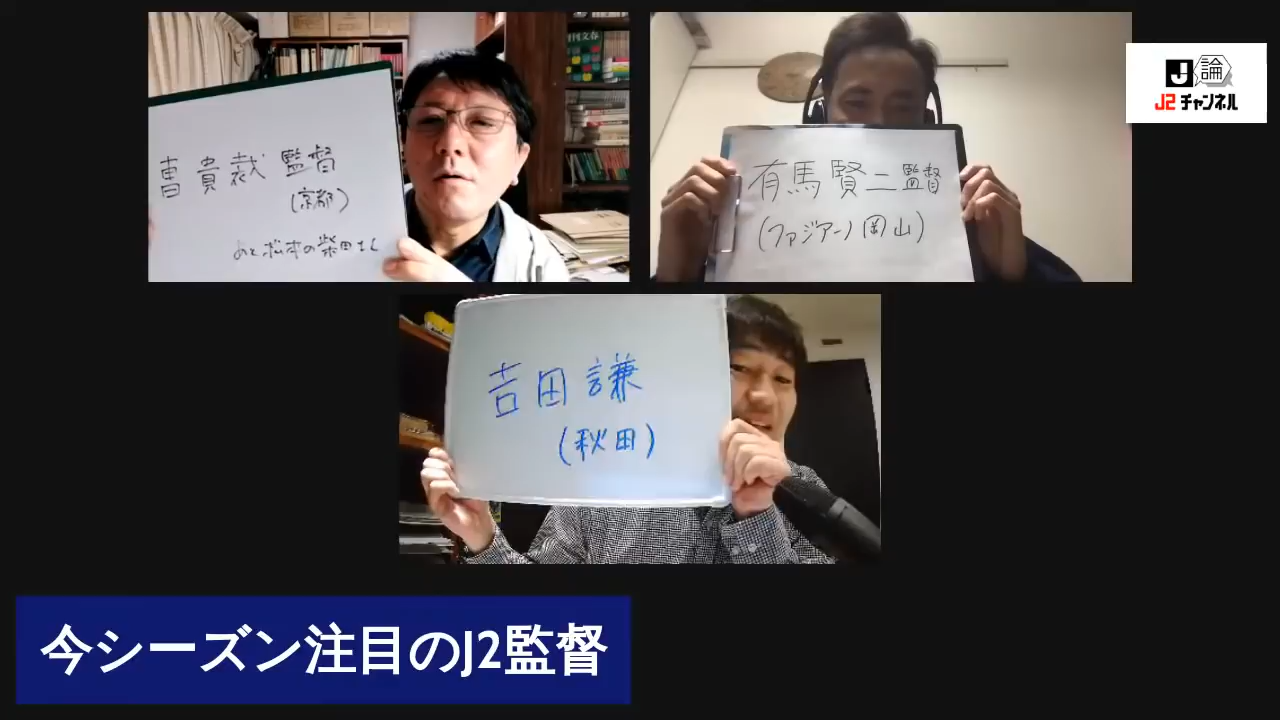 曺貴裁監督
(京都)
あと松本の柴田さん
有馬賢二監督
(ファジアーノ岡山)
J論
J2チャンネル
吉田謙
(秋田)
今シーズン注目のJ2監督